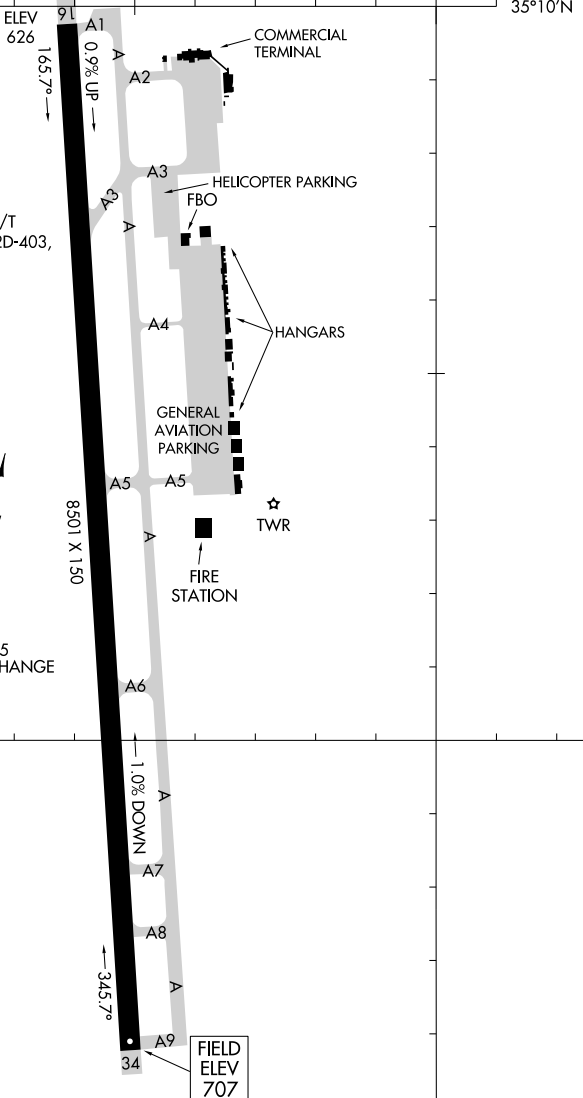 ELEV
626
16
35°10'N
A1
COMMERCIAL
TERMINAL
165.7°
0.9% UP
A
A2
A3
HELICOPTER PARKING
A3
FBO
/T
2D-403,
A
A4
HANGARS
GENERAL
AVIATION
PARKING
A5
A5
8501 X 150
TWR
A
FIRE
STATION
5
HANGE
A6
1.0% DOWN
A
A7
A8
345.7°
A
A9
FIELD
ELEV
707
34